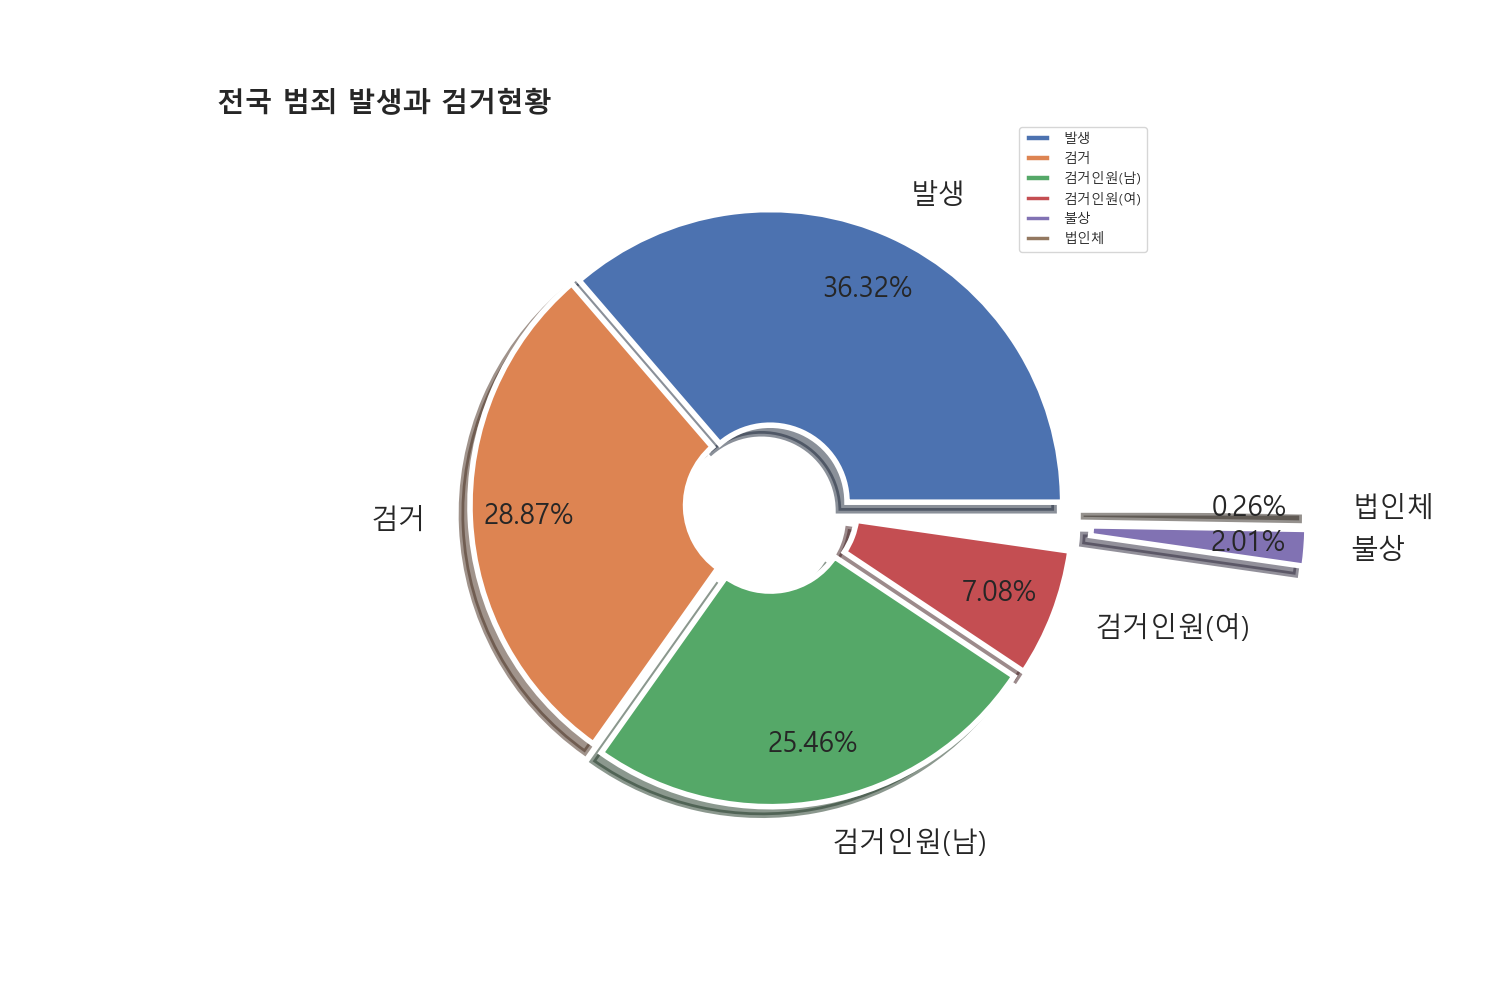 전국 범죄 발생과 검거현황
발생
검거
검거인원(남)
검거인원(여)
불상
법인체
발생
36.32%
검거
28.87%
0.26%
법인체
2.01%
불상
7.08%
검거인원(여)
25.46%
검거인원(남)